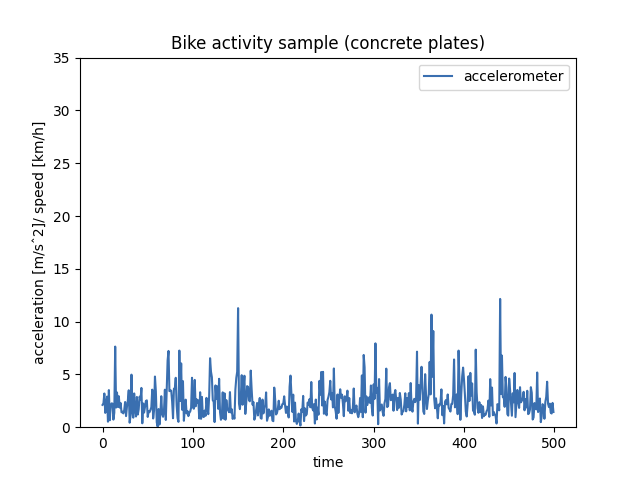 Bike activity sample (concrete plates)
accelerometer
acceleration [m/sˆ2]/ speed [km/h]
35
30
25
20
15
10
5
0
0 100 200 300 400 500
time